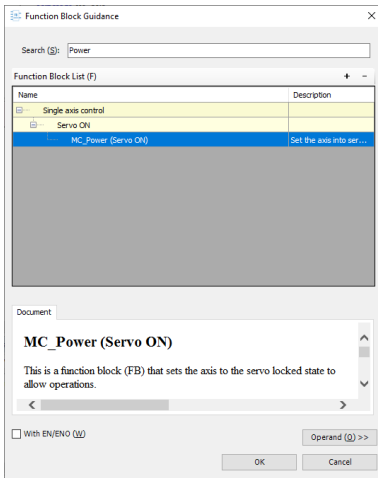 Function Block Guidance
Search (S):
Power
Function Block List (F)
+ -
Name Description
Single axis control
Servo ON
MC_Power (Servo ON) Set the axis into ser...
Document
MC_Power (Servo ON)
This is a function block (FB) that sets the axis to the servo locked state to
allow operations.
With EN/ENO (W)
Operand (O) >>
OK Cancel